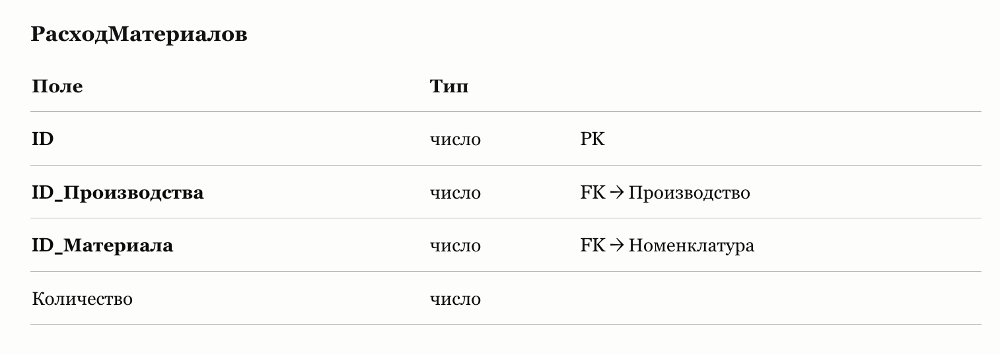 РасходМатериалов
Поле Тип
ID число PK
ID_Производства число FK → Производство
ID_Материала число FK → Номенклатура
Количество число